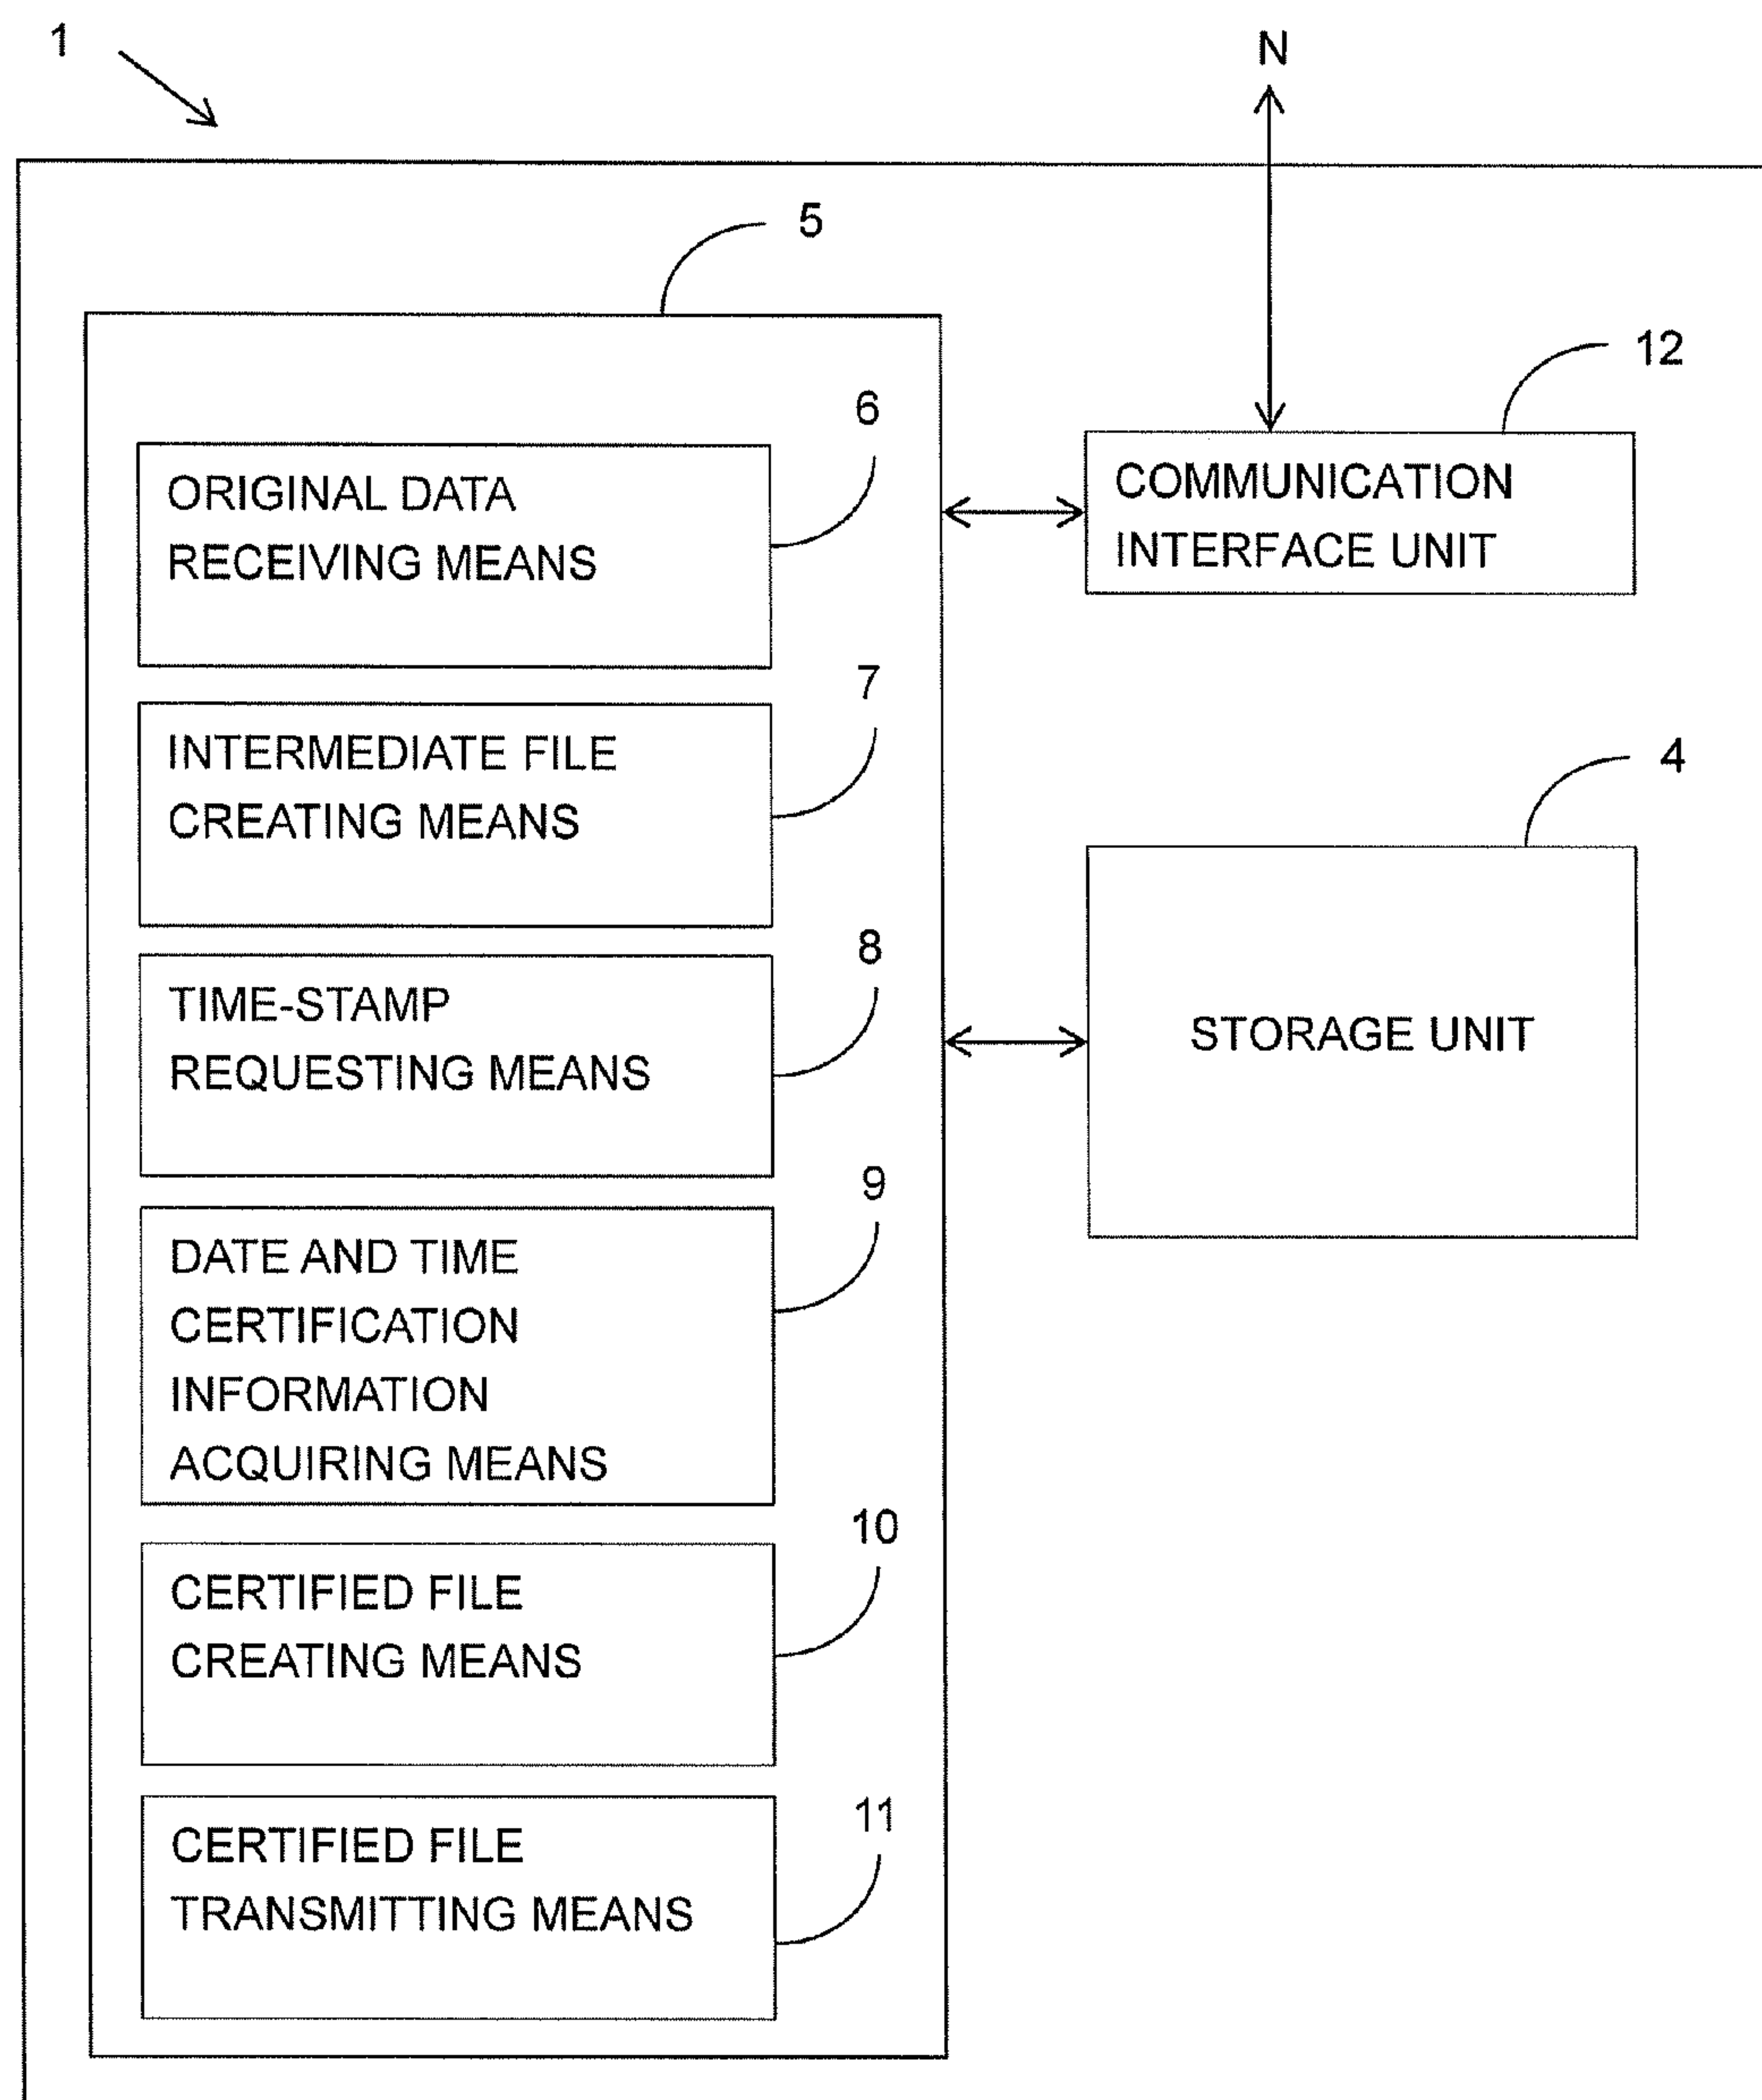 1
N
5
12
6
ORIGINAL DATA
RECEIVING MEANS
COMMUNICATION
INTERFACE UNIT
7
INTERMEDIATE FILE
CREATING MEANS
4
8
TIME-STAMP
REQUESTING MEANS
STORAGE UNIT
9
DATE AND TIME
CERTIFICATION
INFORMATION
ACQUIRING MEANS
10
CERTIFIED FILE
CREATING MEANS
11
CERTIFIED FILE
TRANSMITTING MEANS